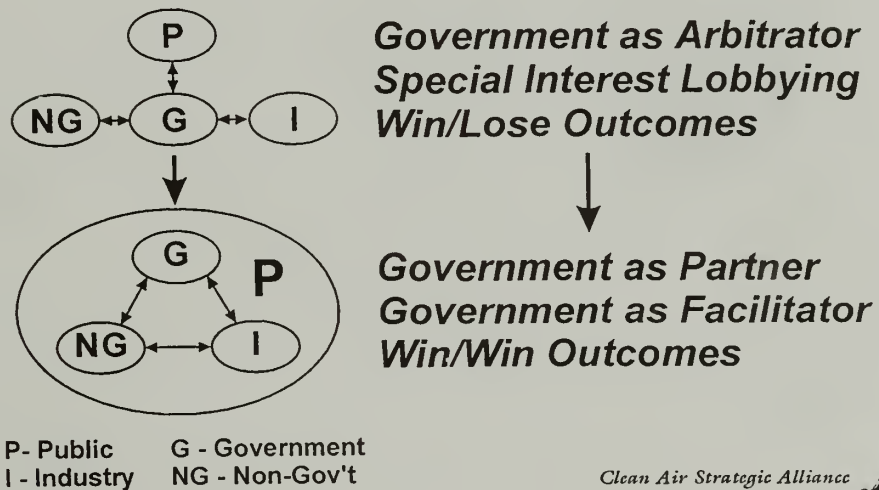 P
NG G I
Government as Arbitrator
Special Interest Lobbying
Win/Lose Outcomes
G
P
NG I
Government as Partner
Government as Facilitator
Win/Win Outcomes
P- Public G - Government
I - Industry NG - Non-Gov't
Clean Air Strategic Alliance